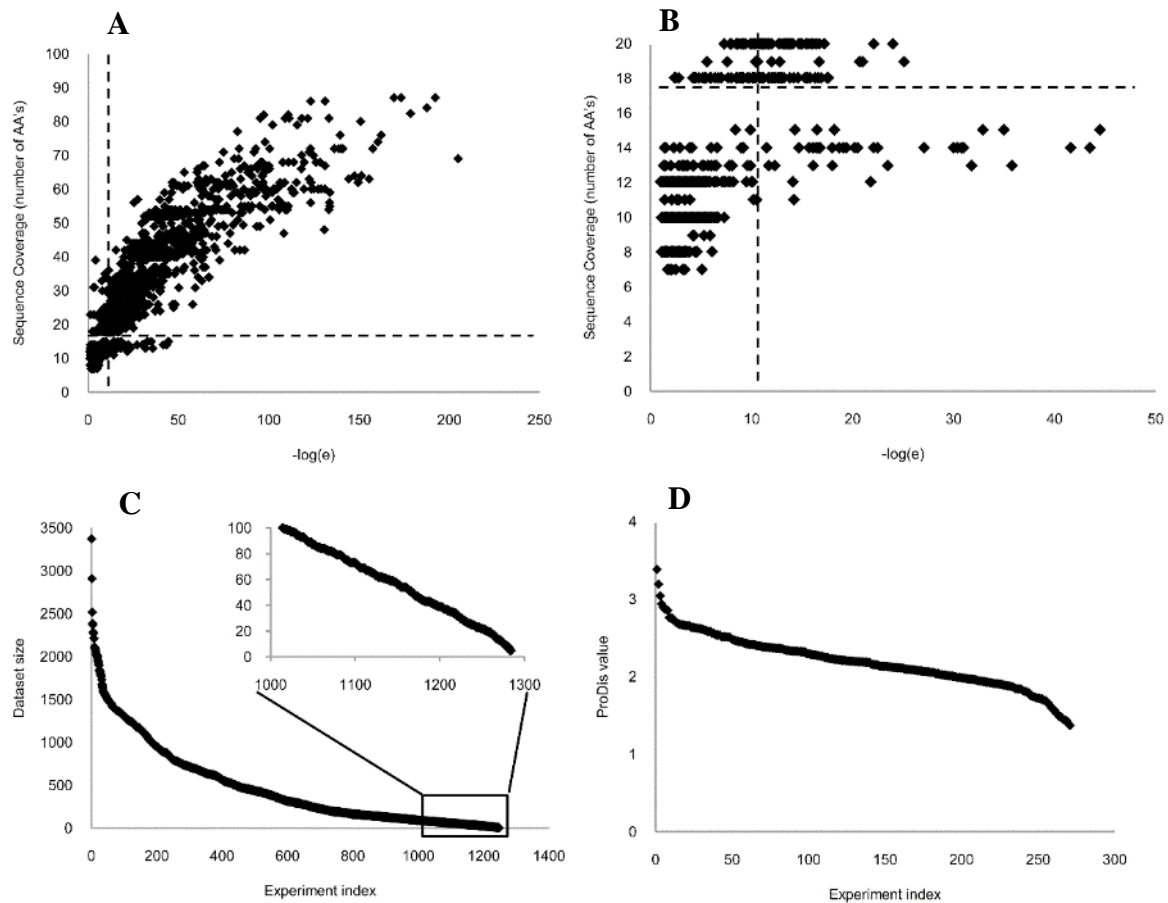 A
Sequence Coverage (number of AA's)
100
90
80
70
60
50
40
30
20
10
0
0 50 100 150 200 250
-log(e)
B
Sequence Coverage (number of AA's)
20
18
16
14
12
10
8
6
4
2
0
0 10 20 30 40 50
-log(e)
C
Dataset size
3500
3000
2500
2000
1500
1000
500
0
0 200 400 600 800 1000 1200 1400
Experiment index
100
80
60
40
20
0
1000 1100 1200 1300
D
ProDis value
4
3
2
1
0
0 50 100 150 200 250 300
Experiment index